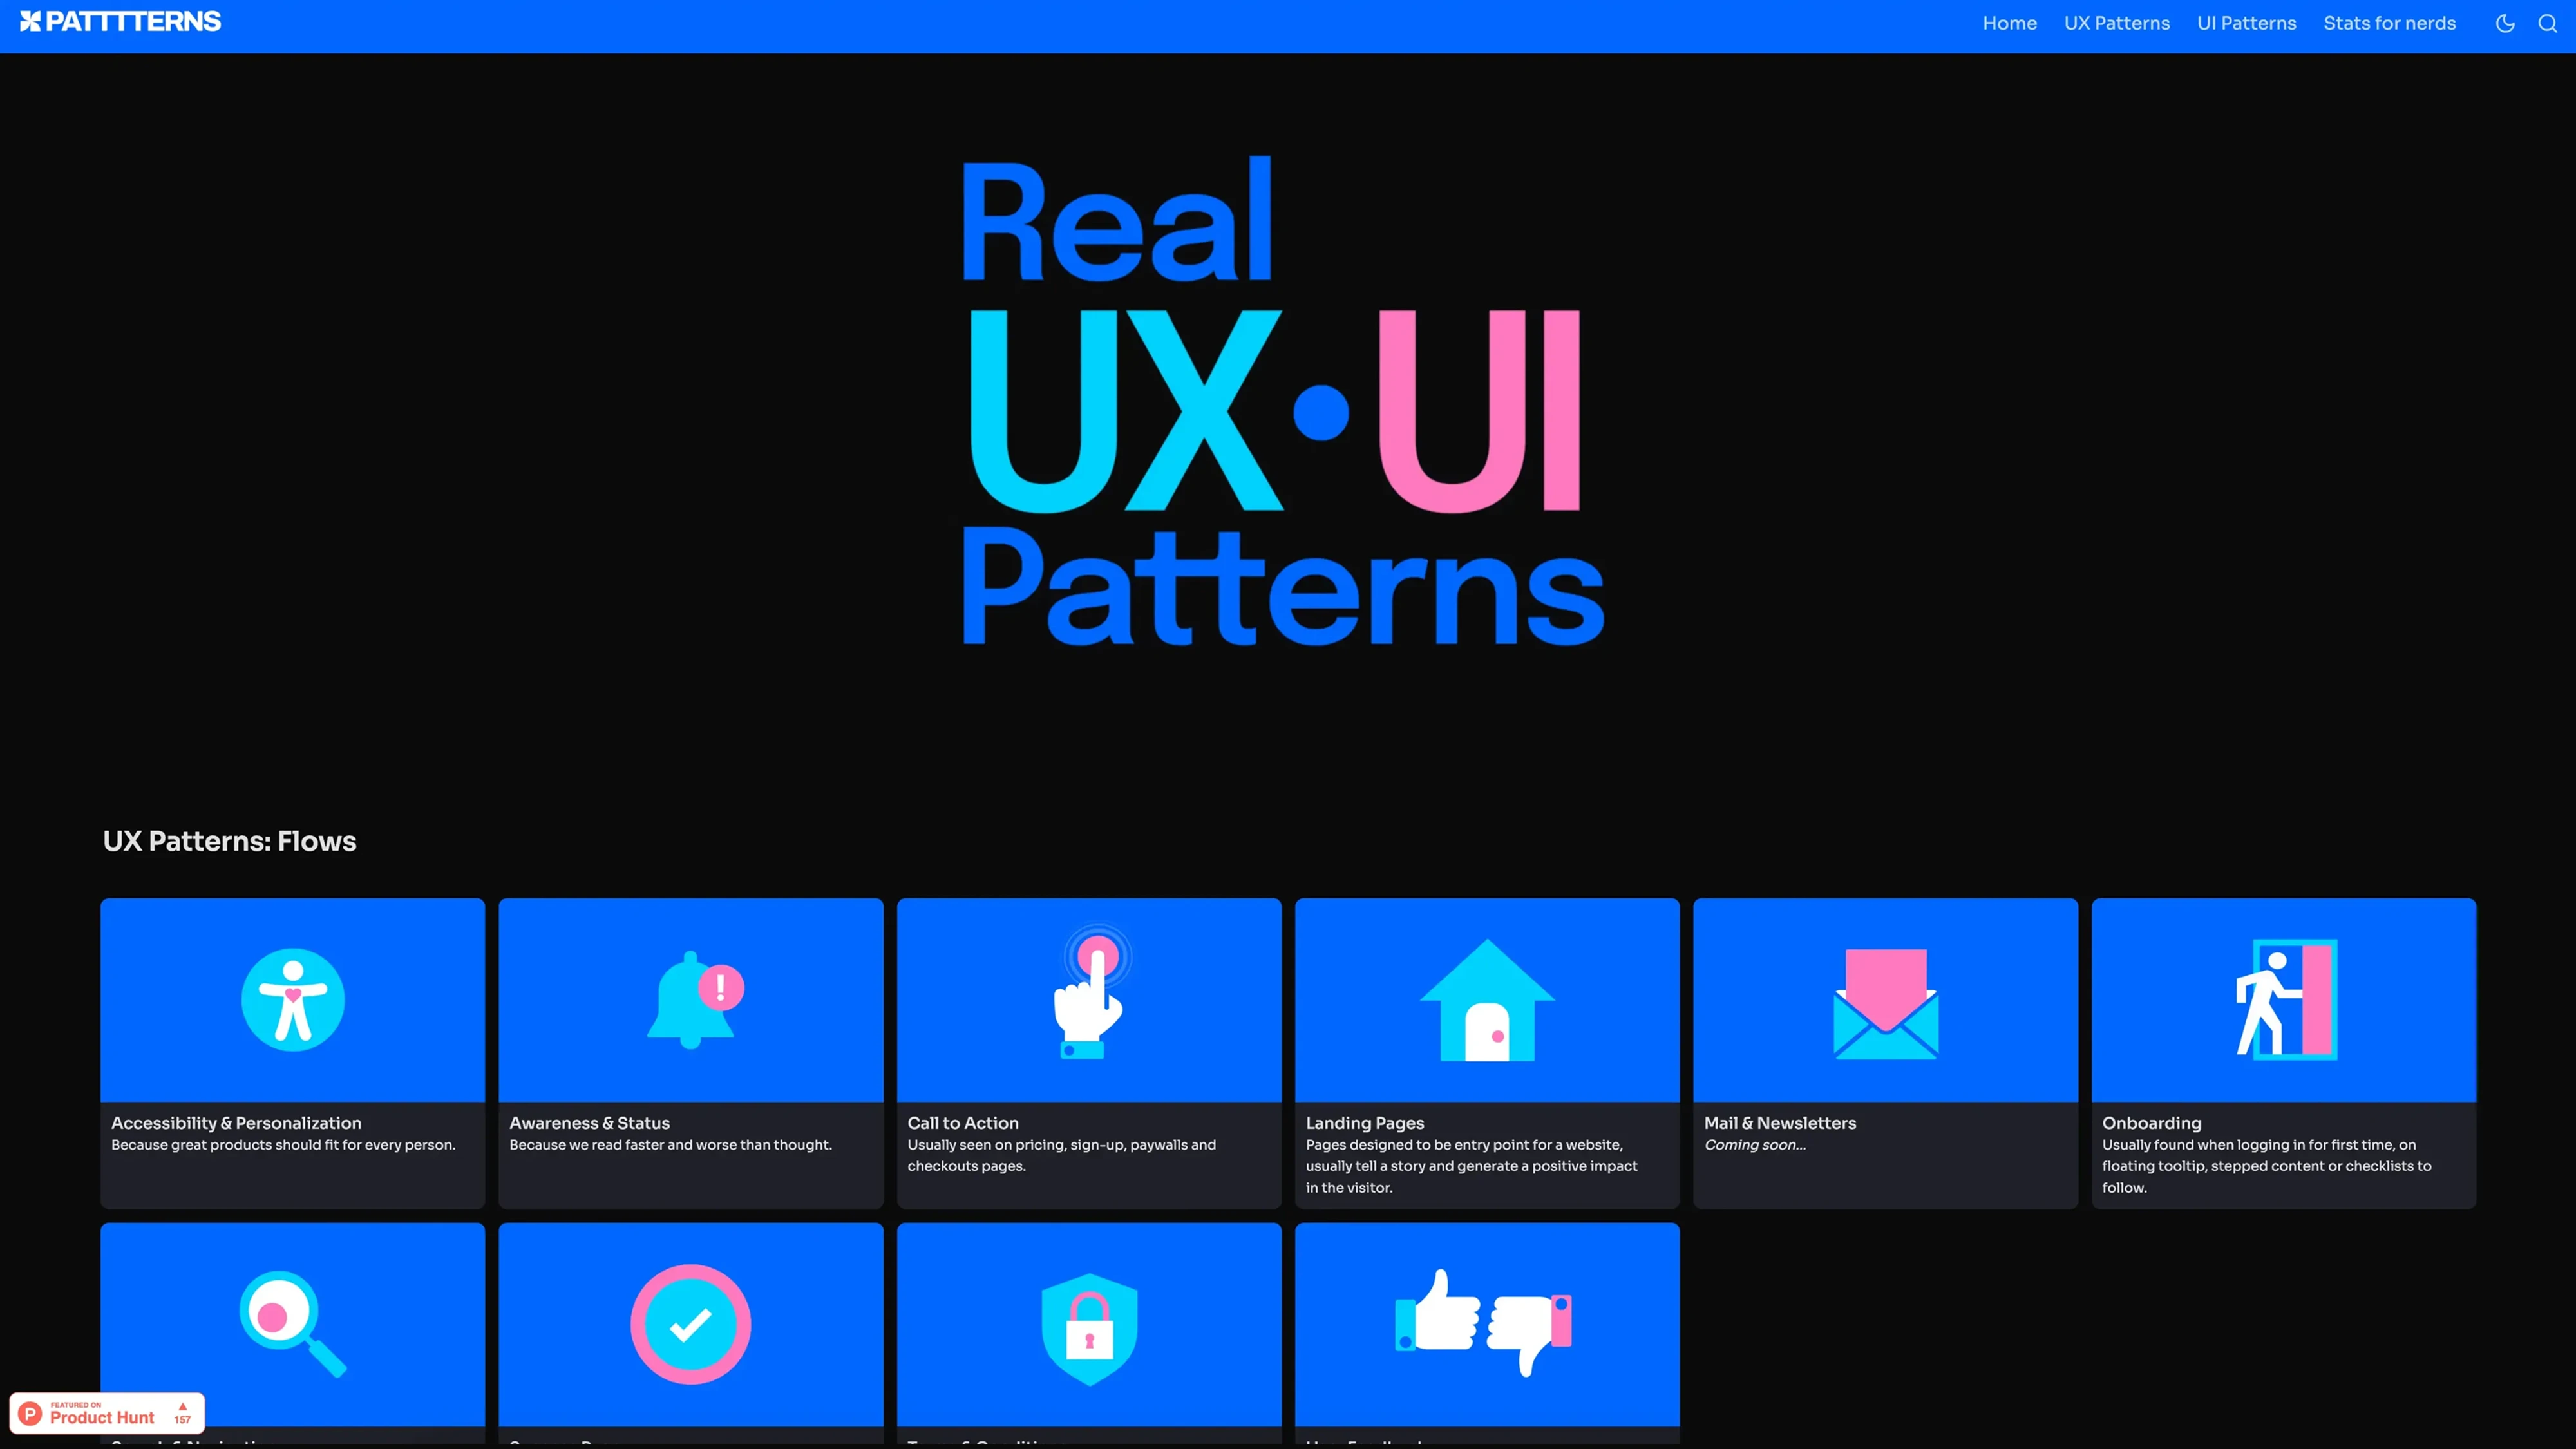 PATTTTERNS
Home UX Patterns UI Patterns Stats for nerds
Real
UX·UI
Patterns
UX Patterns: Flows
Accessibility & Personalization
Because great products should fit for every person.
Awareness & Status
Because we read faster and worse than thought.
Call to Action
Usually seen on pricing, sign-up, paywalls and
checkouts pages.
Landing Pages
Pages designed to be entry point for a website,
usually tell a story and generate a positive impact
in the visitor.
Mail & Newsletters
Coming soon...
Onboarding
Usually found when logging in for first time, on
floating tooltip, stepped content or checklists to
follow.
FEATURED ON
Product Hunt
157